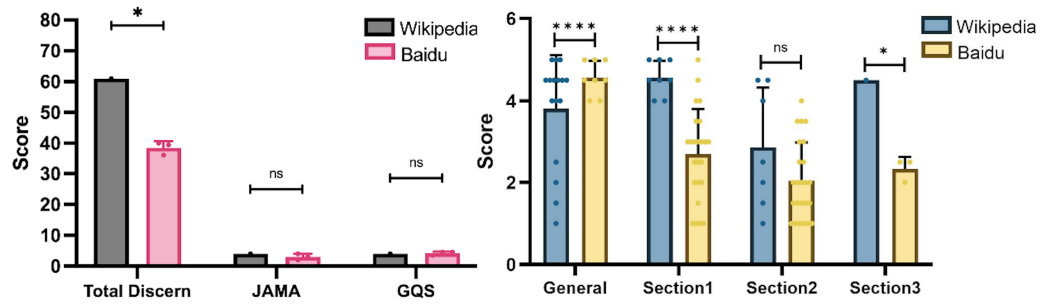 80
70
60
50
40
30
20
10
0
Score
*
ns
ns
Wikipedia
Baidu
Total Discern
JAMA
GQS
6
4
2
0
Score
****
****
ns
*
Wikipedia
Baidu
General
Section1
Section2
Section3